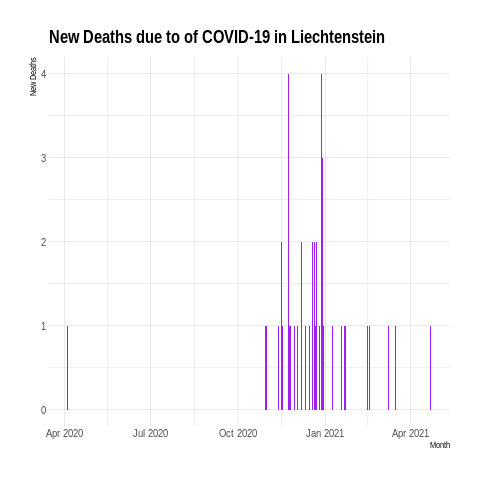 New Deaths due to of COVID-19 in Liechtenstein
New Deaths
4
3
2
1
0
Apr 2020 Jul 2020 Oct 2020 Jan 2021 Apr 2021
Month